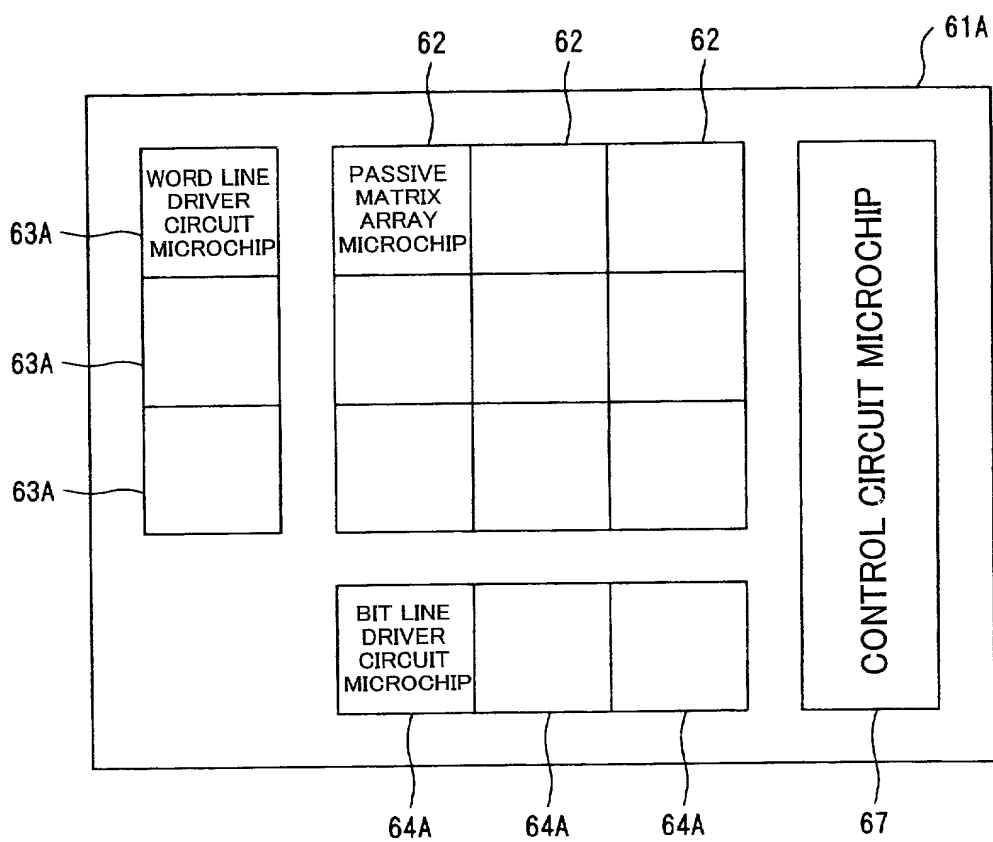 61A
62 62 62
WORD LINE
DRIVER
CIRCUIT
MICROCHIP
PASSIVE
MATRIX
ARRAY
MICROCHIP
63A
63A
63A
CONTROL CIRCUIT MICROCHIP
BIT LINE
DRIVER
CIRCUIT
MICROCHIP
64A 64A 64A 67